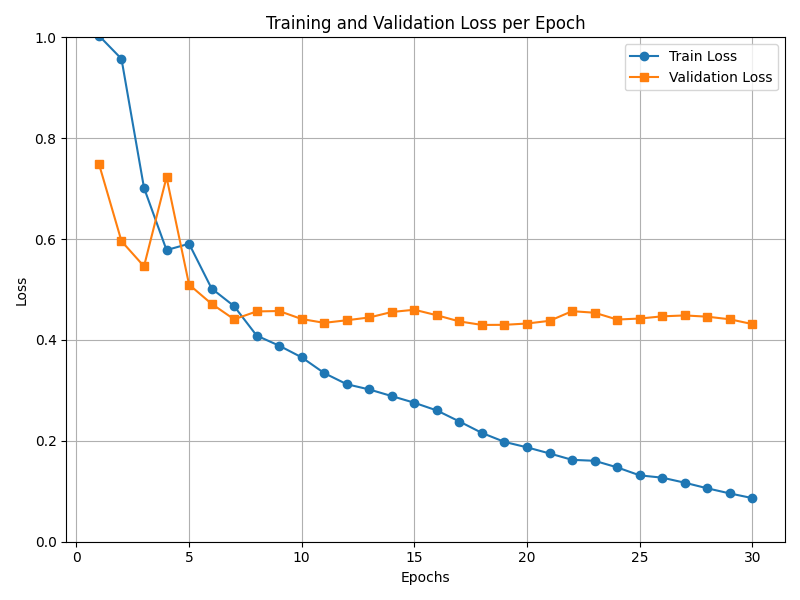 Training and Validation Loss per Epoch
Train Loss
Validation Loss
1.0
0.8
0.6
0.4
0.2
0.0
Loss
0 5 10 15 20 25 30
Epochs